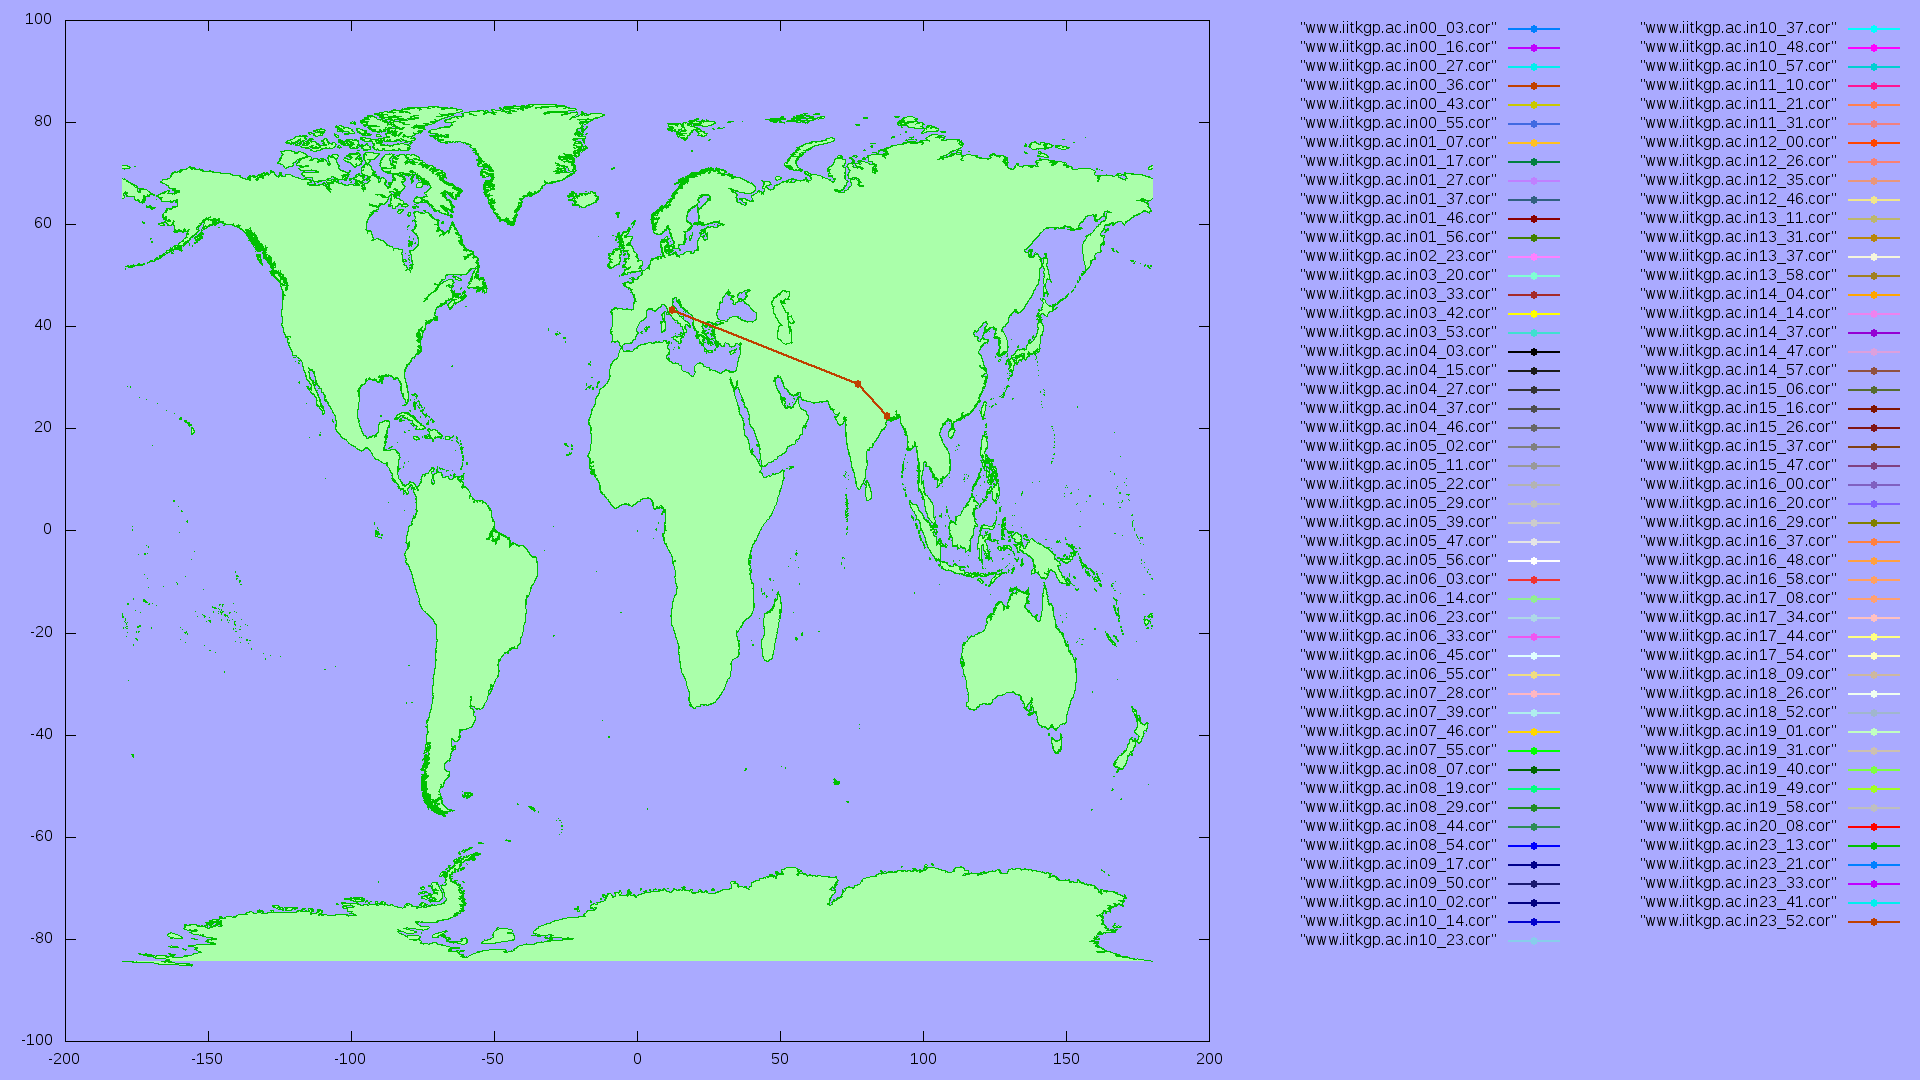 100
80
60
40
20
0
-20
-40
-60
-80
-100
-200 -150 -100 -50 0 50 100 150 200
"www.iitkgp.ac.in00_03.cor"
"www.iitkgp.ac.in00_16.cor"
"www.iitkgp.ac.in00_27.cor"
"www.iitkgp.ac.in00_36.cor"
"www.iitkgp.ac.in00_43.cor"
"www.iitkgp.ac.in00_55.cor"
"www.iitkgp.ac.in01_07.cor"
"www.iitkgp.ac.in01_17.cor"
"www.iitkgp.ac.in01_27.cor"
"www.iitkgp.ac.in01_37.cor"
"www.iitkgp.ac.in01_46.cor"
"www.iitkgp.ac.in01_56.cor"
"www.iitkgp.ac.in02_23.cor"
"www.iitkgp.ac.in03_20.cor"
"www.iitkgp.ac.in03_33.cor"
"www.iitkgp.ac.in03_42.cor"
"www.iitkgp.ac.in03_53.cor"
"www.iitkgp.ac.in04_03.cor"
"www.iitkgp.ac.in04_15.cor"
"www.iitkgp.ac.in04_27.cor"
"www.iitkgp.ac.in04_37.cor"
"www.iitkgp.ac.in04_46.cor"
"www.iitkgp.ac.in05_02.cor"
"www.iitkgp.ac.in05_11.cor"
"www.iitkgp.ac.in05_22.cor"
"www.iitkgp.ac.in05_29.cor"
"www.iitkgp.ac.in05_39.cor"
"www.iitkgp.ac.in05_47.cor"
"www.iitkgp.ac.in05_56.cor"
"www.iitkgp.ac.in06_03.cor"
"www.iitkgp.ac.in06_14.cor"
"www.iitkgp.ac.in06_23.cor"
"www.iitkgp.ac.in06_33.cor"
"www.iitkgp.ac.in06_45.cor"
"www.iitkgp.ac.in06_55.cor"
"www.iitkgp.ac.in07_28.cor"
"www.iitkgp.ac.in07_39.cor"
"www.iitkgp.ac.in07_46.cor"
"www.iitkgp.ac.in07_55.cor"
"www.iitkgp.ac.in08_07.cor"
"www.iitkgp.ac.in08_19.cor"
"www.iitkgp.ac.in08_29.cor"
"www.iitkgp.ac.in08_44.cor"
"www.iitkgp.ac.in08_54.cor"
"www.iitkgp.ac.in09_17.cor"
"www.iitkgp.ac.in09_50.cor"
"www.iitkgp.ac.in10_02.cor"
"www.iitkgp.ac.in10_14.cor"
"www.iitkgp.ac.in10_23.cor"
"www.iitkgp.ac.in10_37.cor"
"www.iitkgp.ac.in10_48.cor"
"www.iitkgp.ac.in10_57.cor"
"www.iitkgp.ac.in11_10.cor"
"www.iitkgp.ac.in11_21.cor"
"www.iitkgp.ac.in11_31.cor"
"www.iitkgp.ac.in12_00.cor"
"www.iitkgp.ac.in12_26.cor"
"www.iitkgp.ac.in12_35.cor"
"www.iitkgp.ac.in12_46.cor"
"www.iitkgp.ac.in13_11.cor"
"www.iitkgp.ac.in13_31.cor"
"www.iitkgp.ac.in13_37.cor"
"www.iitkgp.ac.in13_58.cor"
"www.iitkgp.ac.in14_04.cor"
"www.iitkgp.ac.in14_14.cor"
"www.iitkgp.ac.in14_37.cor"
"www.iitkgp.ac.in14_47.cor"
"www.iitkgp.ac.in14_57.cor"
"www.iitkgp.ac.in15_06.cor"
"www.iitkgp.ac.in15_16.cor"
"www.iitkgp.ac.in15_26.cor"
"www.iitkgp.ac.in15_37.cor"
"www.iitkgp.ac.in15_47.cor"
"www.iitkgp.ac.in16_00.cor"
"www.iitkgp.ac.in16_20.cor"
"www.iitkgp.ac.in16_29.cor"
"www.iitkgp.ac.in16_37.cor"
"www.iitkgp.ac.in16_48.cor"
"www.iitkgp.ac.in16_58.cor"
"www.iitkgp.ac.in17_08.cor"
"www.iitkgp.ac.in17_34.cor"
"www.iitkgp.ac.in17_44.cor"
"www.iitkgp.ac.in17_54.cor"
"www.iitkgp.ac.in18_09.cor"
"www.iitkgp.ac.in18_26.cor"
"www.iitkgp.ac.in18_52.cor"
"www.iitkgp.ac.in19_01.cor"
"www.iitkgp.ac.in19_31.cor"
"www.iitkgp.ac.in19_40.cor"
"www.iitkgp.ac.in19_49.cor"
"www.iitkgp.ac.in19_58.cor"
"www.iitkgp.ac.in20_08.cor"
"www.iitkgp.ac.in23_13.cor"
"www.iitkgp.ac.in23_21.cor"
"www.iitkgp.ac.in23_33.cor"
"www.iitkgp.ac.in23_41.cor"
"www.iitkgp.ac.in23_52.cor"